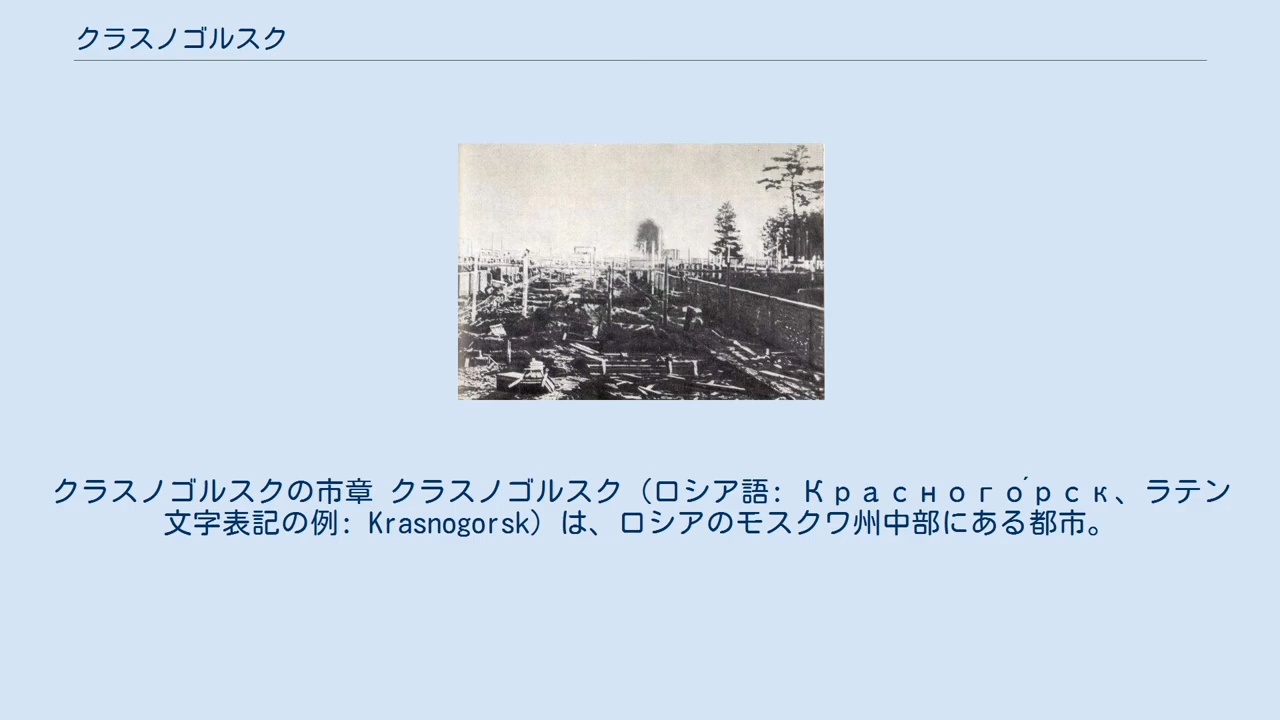 クラスノゴルスク
クラスノゴルスクの市章 クラスノゴルスク（ロシア語: Красного́рск、ラテン
文字表記の例: Krasnogorsk）は、ロシアのモスクワ州中部にある都市。